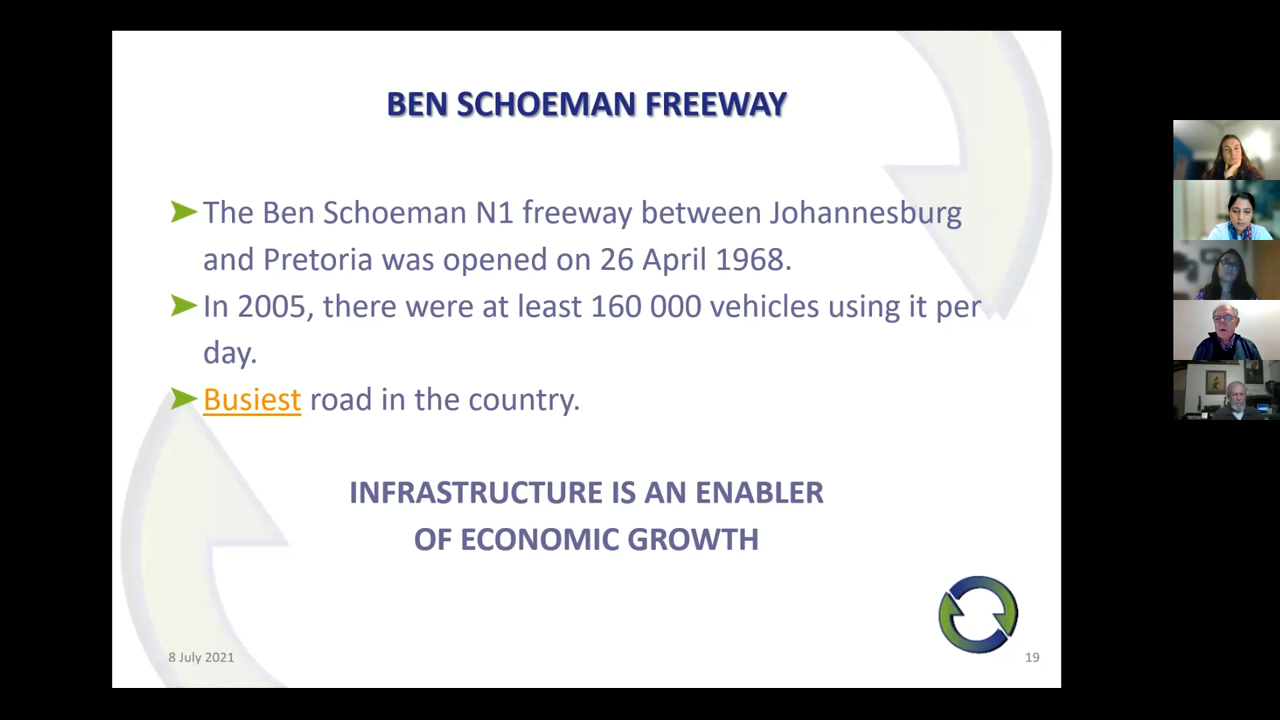 BEN SCHOEMAN FREEWAY
➤The Ben Schoeman N1 freeway between Johannesburg
and Pretoria was opened on 26 April 1968.
➤In 2005, there were at least 160 000 vehicles using it per
day.
➤Busiest road in the country.
INFRASTRUCTURE IS AN ENABLER
OF ECONOMIC GROWTH
8 July 2021
19